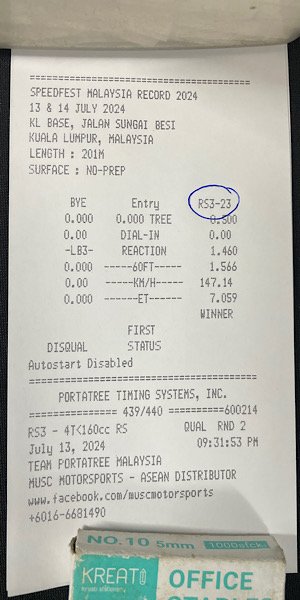 SPEEDFEST MALAYSIA RECORD 2024
13 & 14 JULY 2024
KL BASE, JALAN SUNGAI BESI
KUALA LUMPUR, MALAYSIA
LENGTH : 201M
SURFACE : NO-PREP
BYE Entry RS3-23
0.000 0.000 TREE 0.500
0.00 DIAL-IN 0.00
-LB3- REACTION 1.460
0.000 -----60FT----- 1.566
0.00 -----KM/H----- 147.14
0.000 ------ET------ 7.059
WINNER
FIRST
DISQUAL STATUS
Autostart Disabled
PORTATREE TIMING SYSTEMS, INC.
============= 439/440 ==========600214
RS3 - 4T<160cc RS QUAL RND 2
July 13, 2024 09:31:53 PM
TEAM PORTATREE MALAYSIA
MUSC MOTORSPORTS - ASEAN DISTRIBUTOR
www.facebook.com/muscmotorsports
+6016-6681490
NO.10 5mm 1000stck
KREATO
kreato stationery
OFFICE
STAPLES